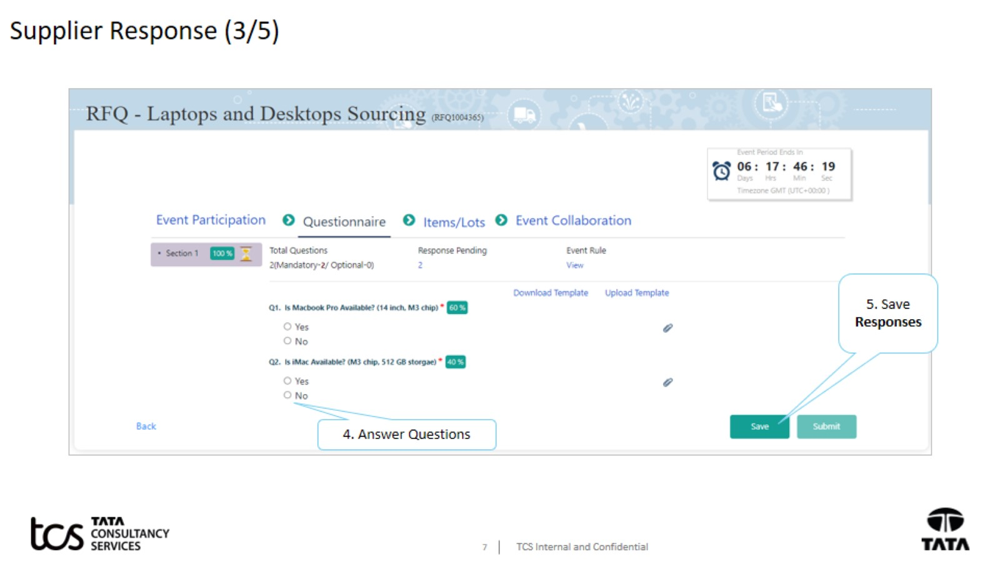 Supplier Response (3/5)
RFQ - Laptops and Desktops Sourcing (RFQ1004365)
Event Period Ends In
06 : 17 : 46 : 19
Days Hrs Min Sec
Timezone GMT (UTC+00:00 )
Event Participation Questionnaire Items/Lots Event Collaboration
• Section 1 100 %
Total Questions Response Pending Event Rule
2(Mandatory-2/ Optional-0) 2 View
Download Template Upload Template
Q1. Is Macbook Pro Available? (14 inch, M3 chip) * 60 %
Yes
No
Q2. Is iMac Available? (M3 chip, 512 GB storgae) * 40 %
Yes
No
5. Save
Responses
4. Answer Questions
Back
Save Submit
tcs TATA
CONSULTANCY
SERVICES
7 | TCS Internal and Confidential
TATA